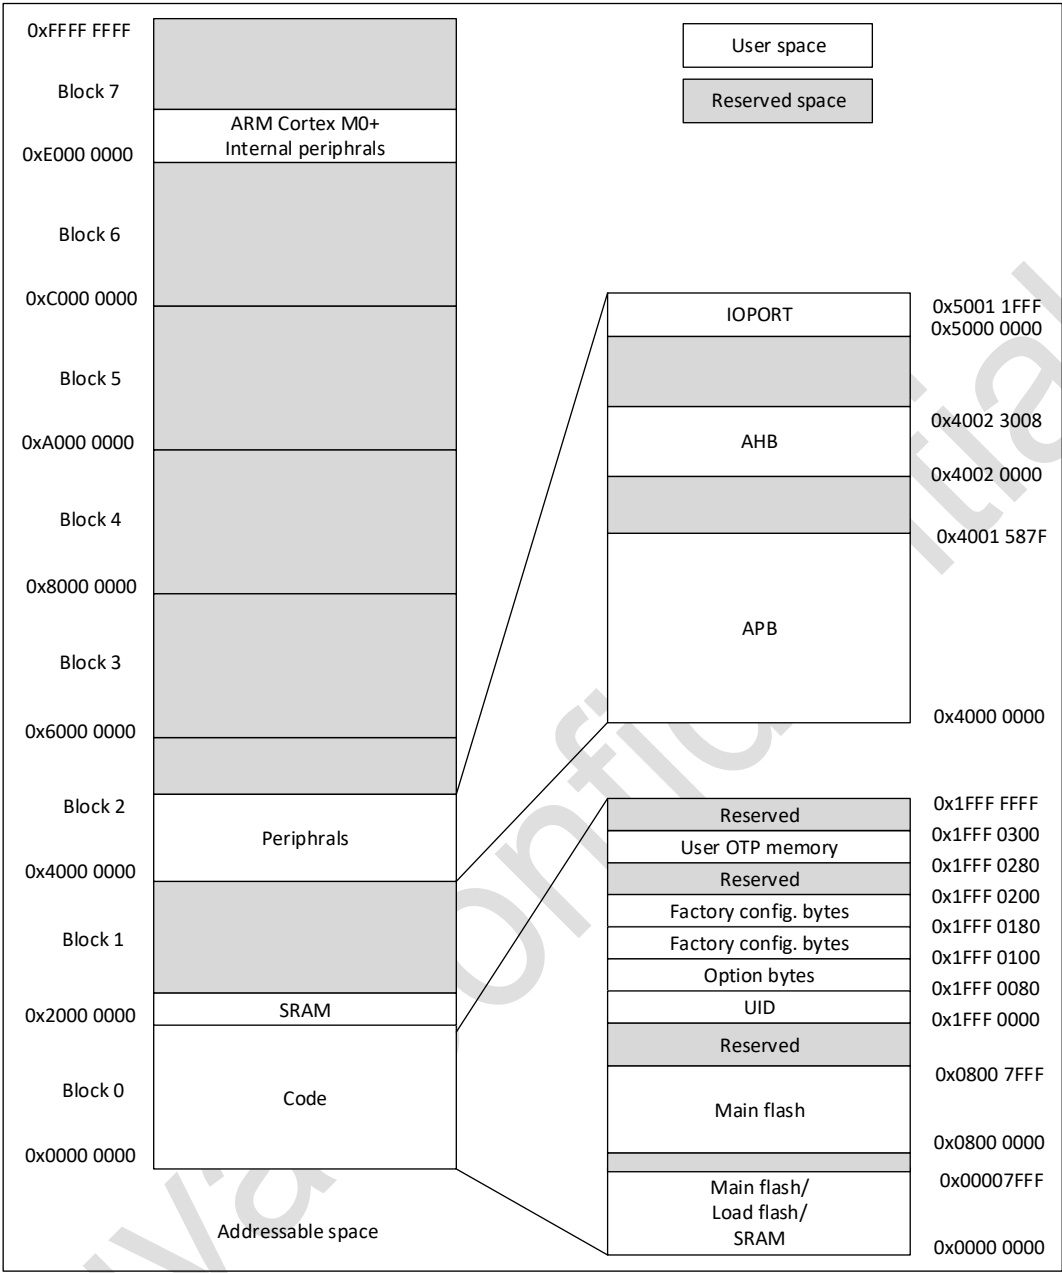 0xFFFF FFFF
Block 7
ARM Cortex M0+
Internal periphrals
0xE000 0000
Block 6
0xC000 0000
Block 5
0xA000 0000
Block 4
0x8000 0000
Block 3
0x6000 0000
Block 2
Periphrals
0x4000 0000
Block 1
SRAM
0x2000 0000
Block 0
Code
0x0000 0000
Addressable space
User space
Reserved space
IOPORT
0x5001 1FFF
0x5000 0000
AHB
0x4002 3008
0x4002 0000
0x4001 587F
APB
0x4000 0000
0x1FFF FFFF
Reserved
0x1FFF 0300
User OTP memory
0x1FFF 0280
Reserved
0x1FFF 0200
Factory config. bytes
0x1FFF 0180
Factory config. bytes
0x1FFF 0100
Option bytes
0x1FFF 0080
UID
0x1FFF 0000
Reserved
0x0800 7FFF
Main flash
0x0800 0000
0x00007FFF
Main flash/
Load flash/
SRAM
0x0000 0000